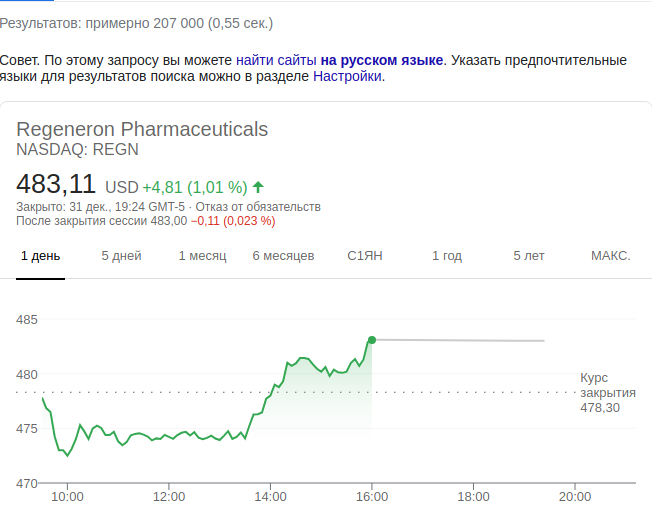 Результатов: примерно 207 000 (0,55 сек.)
Совет. По этому запросу вы можете найти сайты на русском языке. Указать предпочтительные
языки для результатов поиска можно в разделе Настройки.
Regeneron Pharmaceuticals
NASDAQ: REGN
483,11 USD +4,81 (1,01 %)
Закрыто: 31 дек., 19:24 GMT-5 · Отказ от обязательств
После закрытия сессии 483,00 −0,11 (0,023 %)
1 день 5 дней 1 месяц 6 месяцев С1ЯН 1 год 5 лет МАКС.
485
480
Курс
закрытия
478,30
475
470
10:00 12:00 14:00 16:00 18:00 20:00